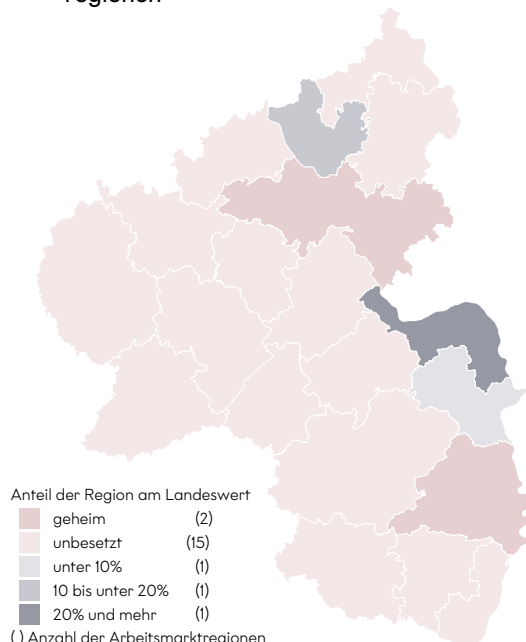 regionen
Anteil der Region am Landeswert
geheim (2)
unbesetzt (15)
unter 10% (1)
10 bis unter 20% (1)
20% und mehr (1)
( ) Anzahl der Arbeitsmarktregionen